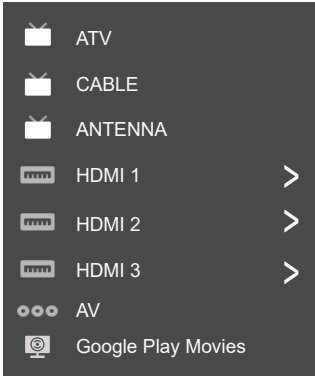 ATV
CABLE
ANTENNA
HDMI 1 >
HDMI 2 >
HDMI 3 >
AV
Google Play Movies